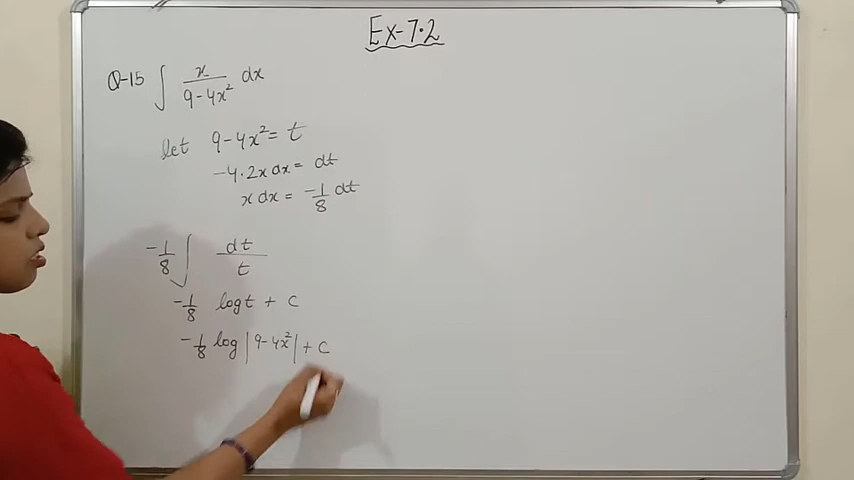 Ex-7.2
Q-15 ∫ x/(9-4x²) dx
let 9-4x² = t
-4·2x dx = dt
x dx = -1/8 dt
-1/8 ∫ dt/t
-1/8 log t + c
-1/8 log |9-4x²| + c